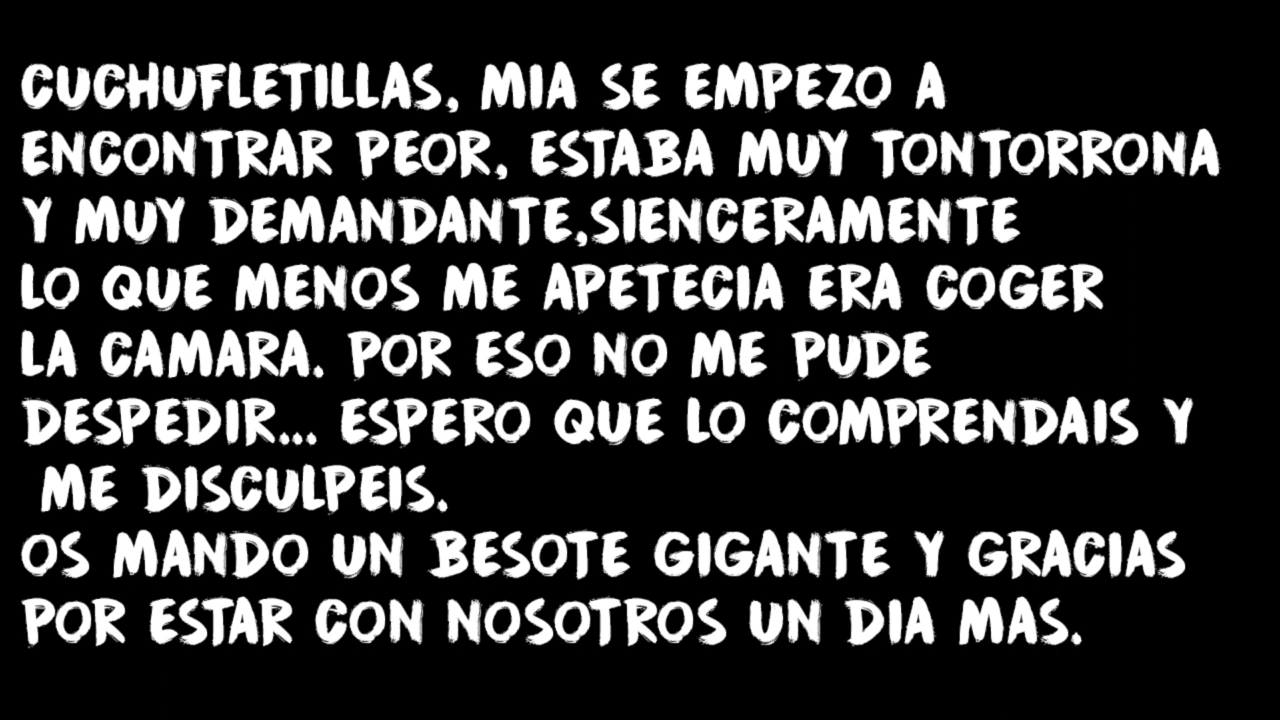 CUCHUFLETILLAS, MIA SE EMPEZO A
ENCONTRAR PEOR, ESTABA MUY TONTORRONA
Y MUY DEMANDANTE,SIENCERAMENTE
LO QUE MENOS ME APETECIA ERA COGER
LA CAMARA. POR ESO NO ME PUDE
DESPEDIR... ESPERO QUE LO COMPRENDAIS Y
ME DISCULPEIS.
OS MANDO UN BESOTE GIGANTE Y GRACIAS
POR ESTAR CON NOSOTROS UN DIA MAS.